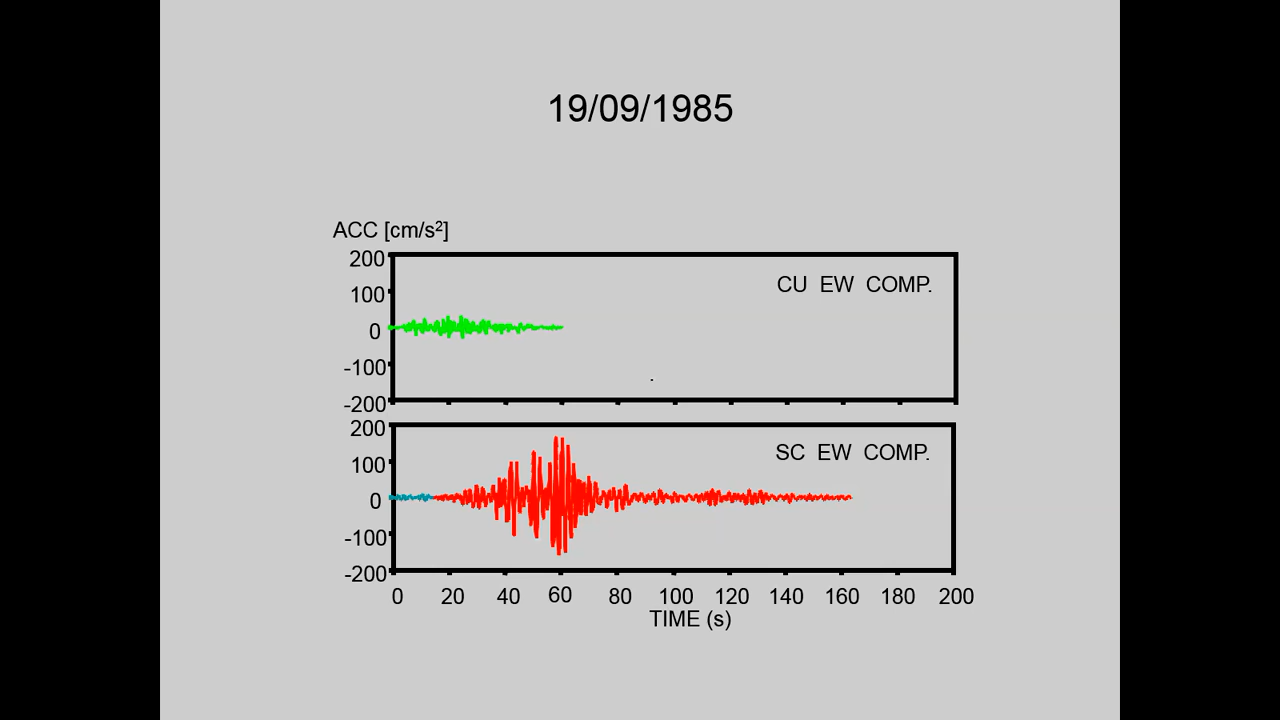 19/09/1985
ACC [cm/s²]
200
CU EW COMP.
100
0
-100
-200
200
SC EW COMP.
100
0
-100
-200
0 20 40 60 80 100 120 140 160 180 200
TIME (s)